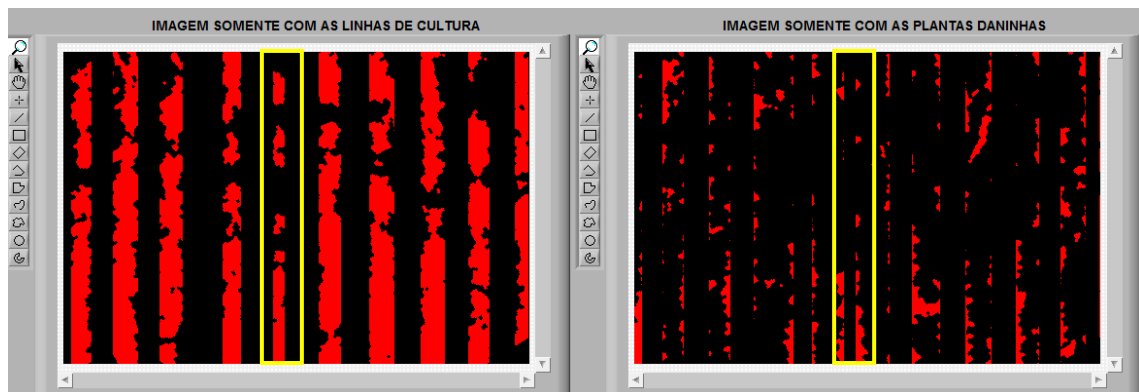 IMAGEM SOMENTE COM AS LINHAS DE CULTURA
IMAGEM SOMENTE COM AS PLANTAS DANINHAS